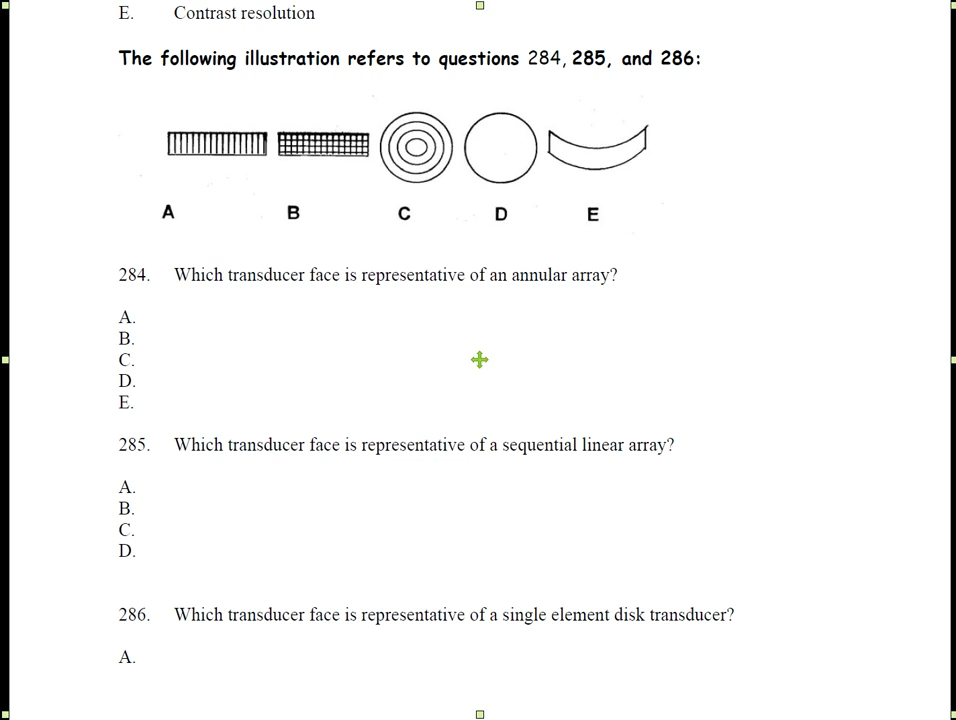 E. Contrast resolution
The following illustration refers to questions 284, 285, and 286:
A B C D E
284. Which transducer face is representative of an annular array?
A.
B.
C.
D.
E.
285. Which transducer face is representative of a sequential linear array?
A.
B.
C.
D.
286. Which transducer face is representative of a single element disk transducer?
A.